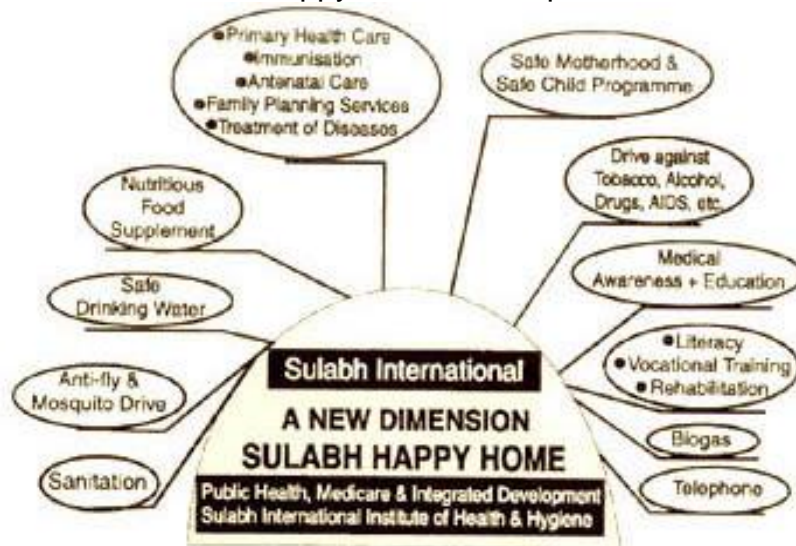 ●Primary Health Care
●Immunisation
●Antenatal Care
●Family Planning Services
●Treatment of Diseases
Safe Motherhood &
Safe Child Programme
Drive against
Tobacco, Alcohol,
Drugs, AIDS, etc.
Nutritious
Food
Supplement
Medical
Awareness + Education
Safe
Drinking Water
●Literacy
●Vocational Training
●Rehabilitation
Anti-fly &
Mosquito Drive
Biogas
Sanitation
Telephone
Sulabh International
A NEW DIMENSION
SULABH HAPPY HOME
Public Health, Medicare & Integrated Development
Sulabh International Institute of Health & Hygiene